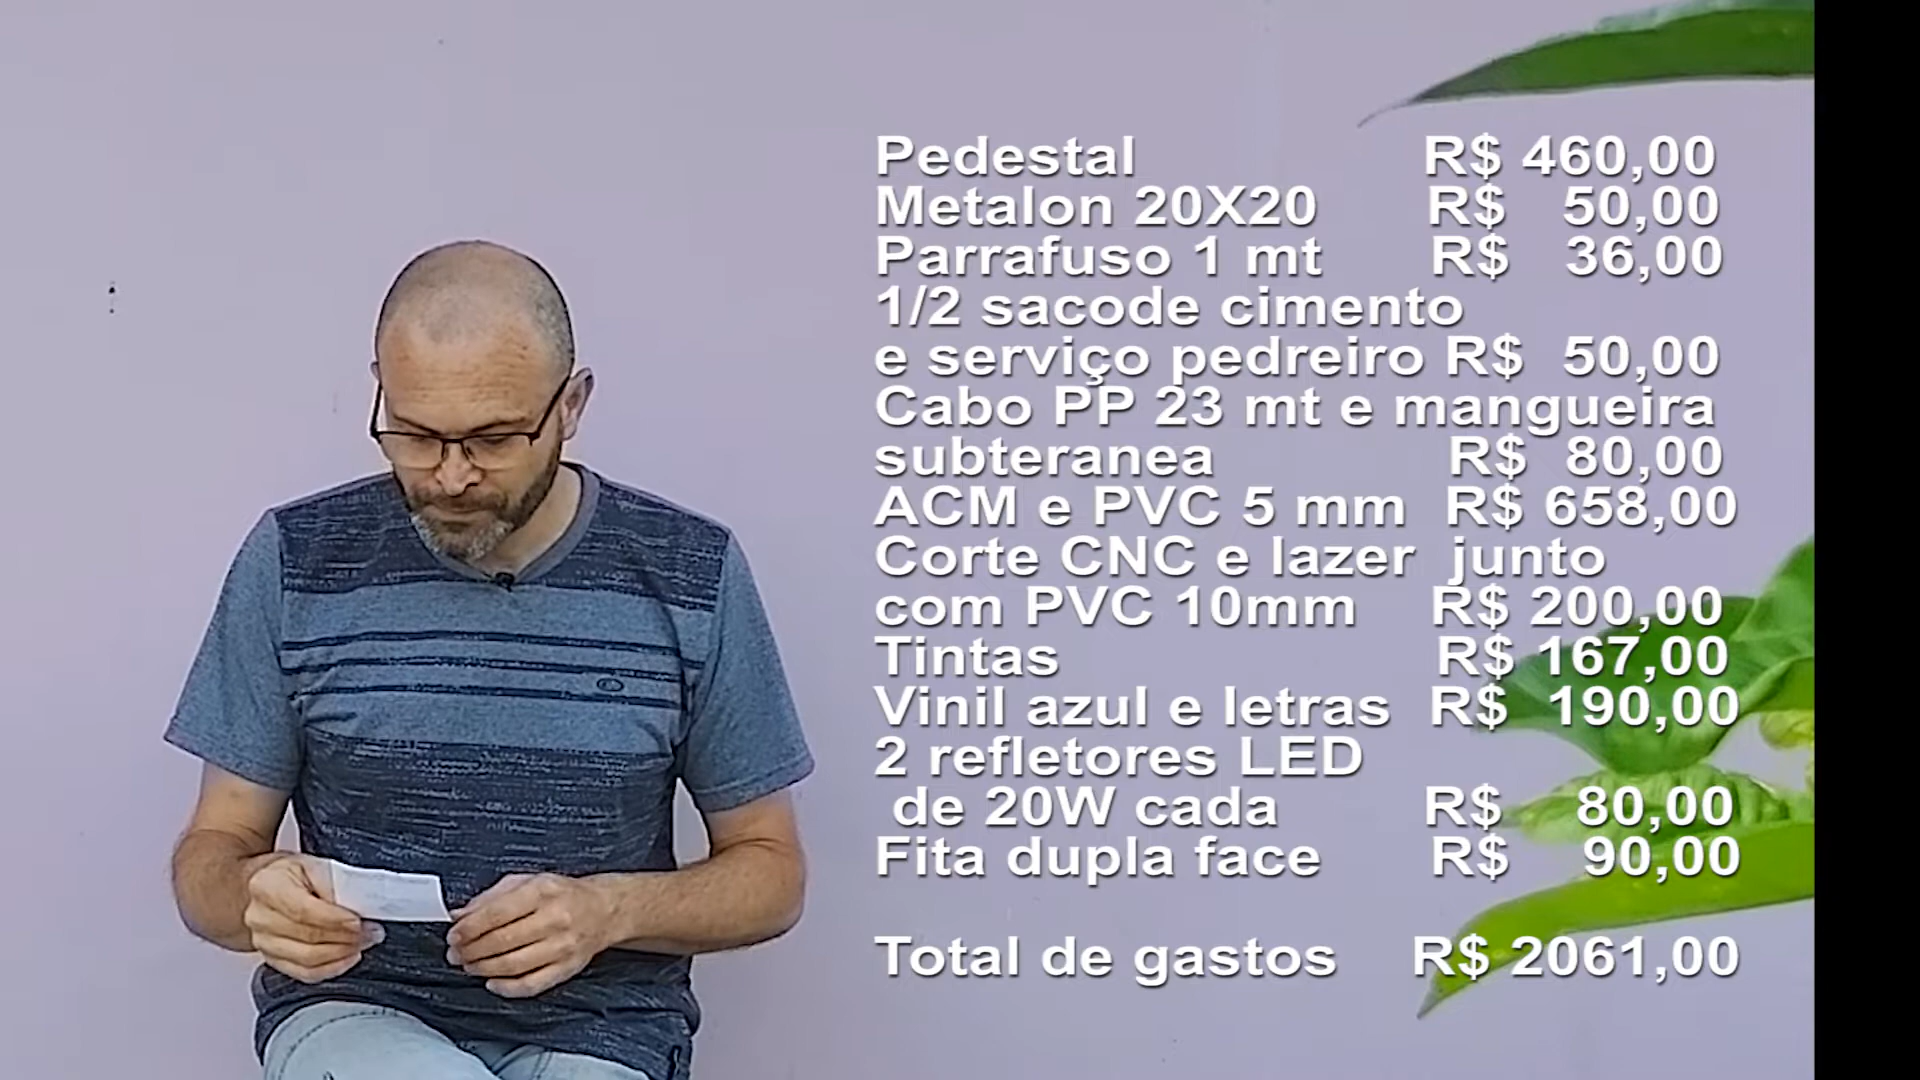 Pedestal R$ 460,00
Metalon 20X20 R$ 50,00
Parrafuso 1 mt R$ 36,00
1/2 sacode cimento
e serviço pedreiro R$ 50,00
Cabo PP 23 mt e mangueira
subteranea R$ 80,00
ACM e PVC 5 mm R$ 658,00
Corte CNC e lazer junto
com PVC 10mm R$ 200,00
Tintas R$ 167,00
Vinil azul e letras R$ 190,00
2 refletores LED
de 20W cada R$ 80,00
Fita dupla face R$ 90,00
Total de gastos R$ 2061,00